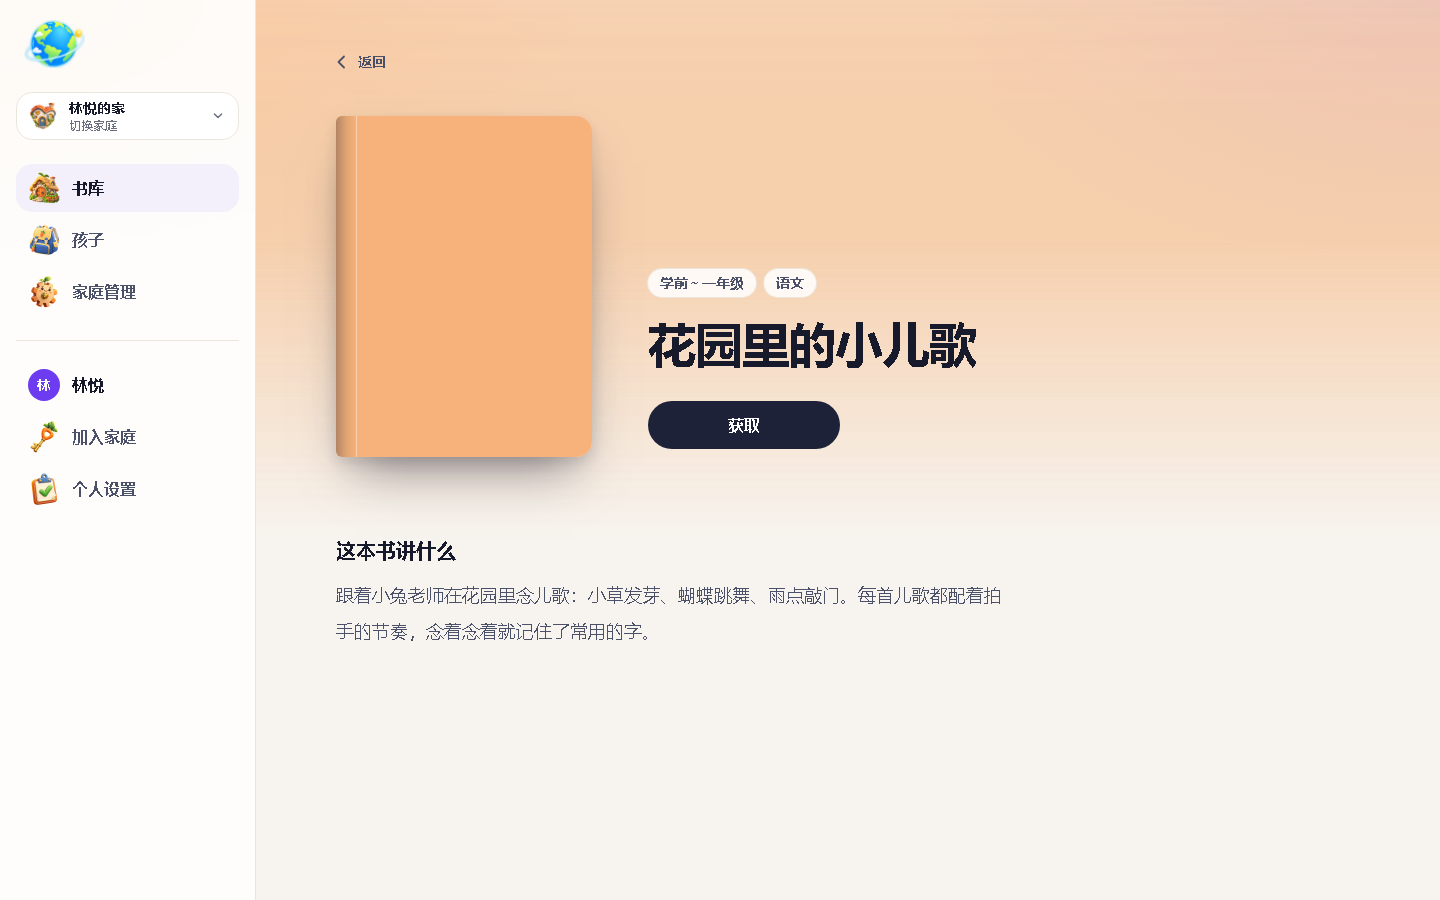 林悦的家
切换家庭
书库
孩子
家庭管理
林
林悦
加入家庭
个人设置
返回
学前~一年级
语文
花园里的小儿歌
获取
这本书讲什么
跟着小兔老师在花园里念儿歌：小草发芽、蝴蝶跳舞、雨点敲门。每首儿歌都配着拍
手的节奏，念着念着就记住了常用的字。